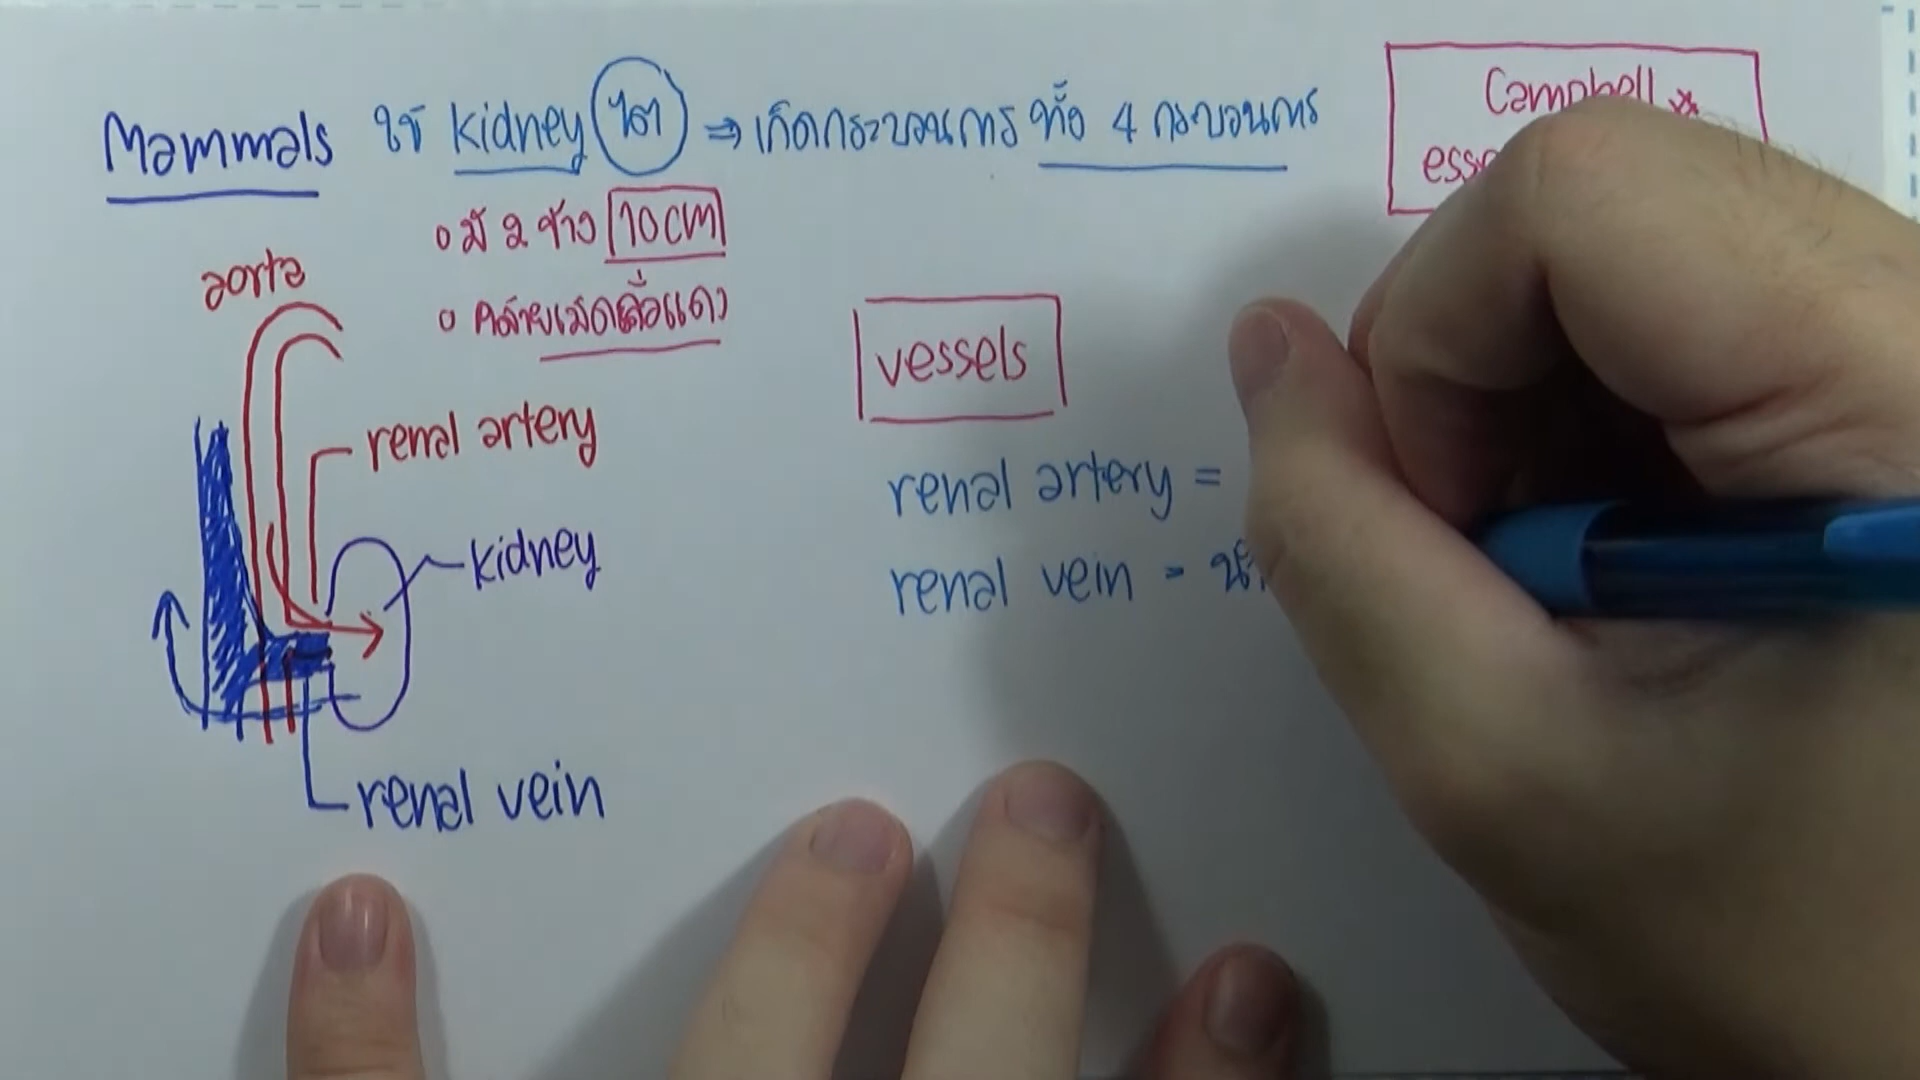 Mammals ใช้ kidney ไต ⇒ เกิดกระบวนการ ทั้ง 4 กระบวนการ
Campbell
มี 2 ข้าง 10 cm
คล้ายเม็ดถั่วแดง
aorta
vessels
renal artery
renal artery =
kidney
renal vein =
renal vein